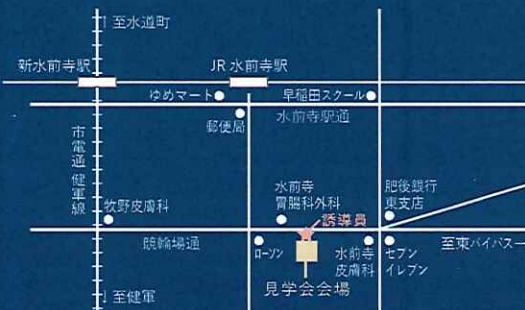 ↑至水道町
新水前寺駅
JR 水前寺駅
ゆめマート
早稲田スクール
郵便局
水前寺駅通
市電通 健軍線
牧野皮膚科
水前寺
胃腸科外科
肥後銀行
東支店
誘導員
競輪場通
ローソン
水前寺
皮膚科
セブン
イレブン
至東バイパス→
見学会会場
↓至健軍